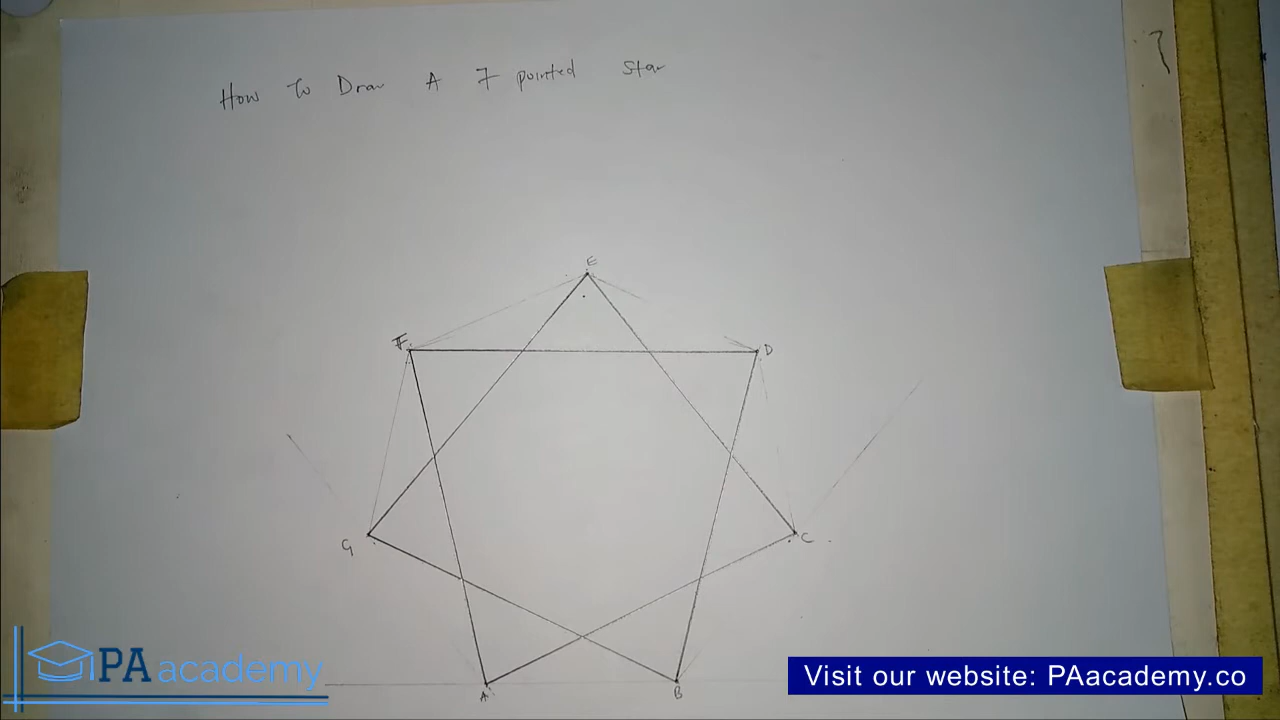 How To Draw A 7 pointed Star
E
F
D
G
C
A
B
PA academy
Visit our website: PAacademy.co